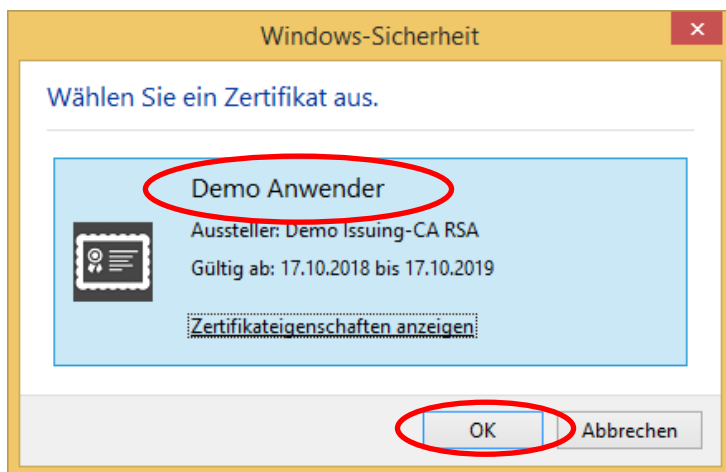 Windows-Sicherheit
Wählen Sie ein Zertifikat aus.
Demo Anwender
Aussteller: Demo Issuing-CA RSA
Gültig ab: 17.10.2018 bis 17.10.2019
Zertifikateigenschaften anzeigen
OK Abbrechen